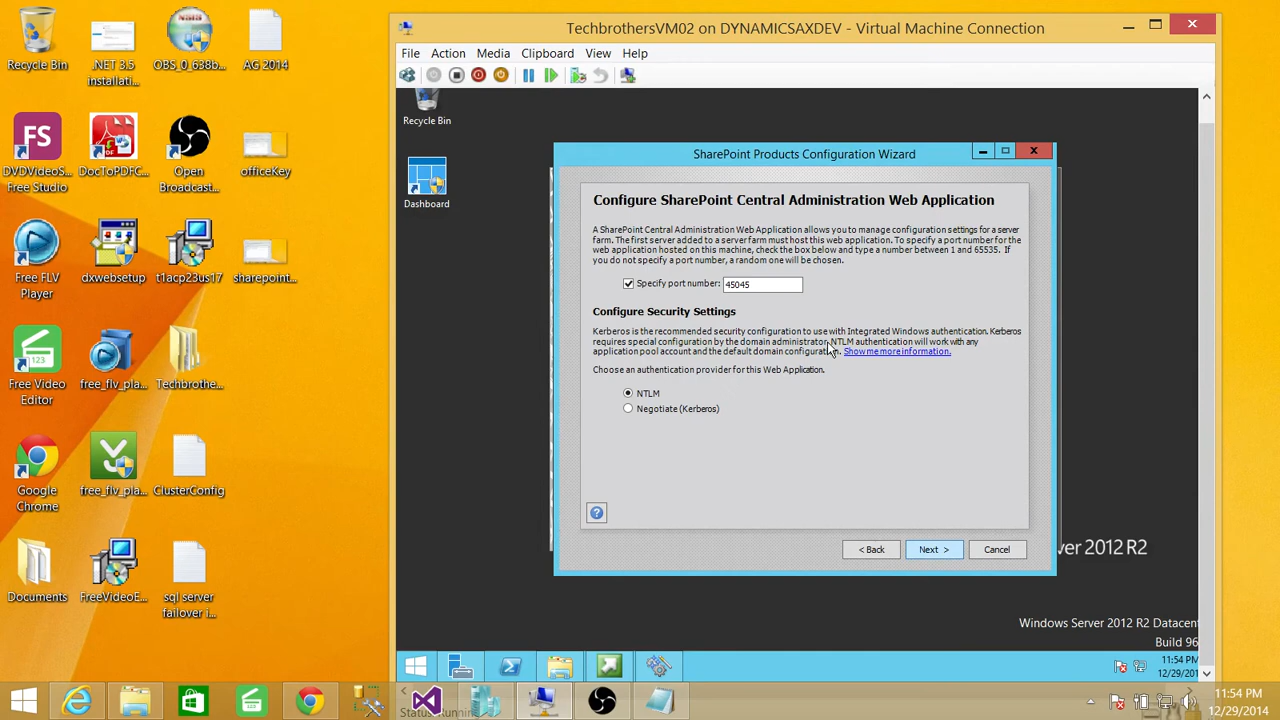 TechbrothersVM02 on DYNAMICSAXDEV - Virtual Machine Connection
File Action Media Clipboard View Help
Recycle Bin
.NET 3.5 installati...
OBS_0_638b...
AG 2014
DVDVideoS... Free Studio
DocToPDFC...
Open Broadcast...
officeKey
Free FLV Player
dxwebsetup
t1acp23us17
sharepoint...
Free Video Editor
free_flv_pla...
Techbrothe...
Google Chrome
free_flv_pla...
ClusterConfig
Documents
FreeVideoE...
sql server failover i...
Recycle Bin
Dashboard
SharePoint Products Configuration Wizard
Configure SharePoint Central Administration Web Application
A SharePoint Central Administration Web Application allows you to manage configuration settings for a server
farm. The first server added to a server farm must host this web application. To specify a port number for the
web application hosted on this machine, check the box below and type a number between 1 and 65535. If
you do not specify a port number, a random one will be chosen.
Specify port number: 45045
Configure Security Settings
Kerberos is the recommended security configuration to use with Integrated Windows authentication. Kerberos
requires special configuration by the domain administrator. NTLM authentication will work with any
application pool account and the default domain configuration. Show me more information.
Choose an authentication provider for this Web Application.
NTLM
Negotiate (Kerberos)
?
< Back Next > Cancel
ver 2012 R2
Windows Server 2012 R2 Datacent
Build 96
11:54 PM
12/29/201
Status: Running
11:54 PM
12/29/2014